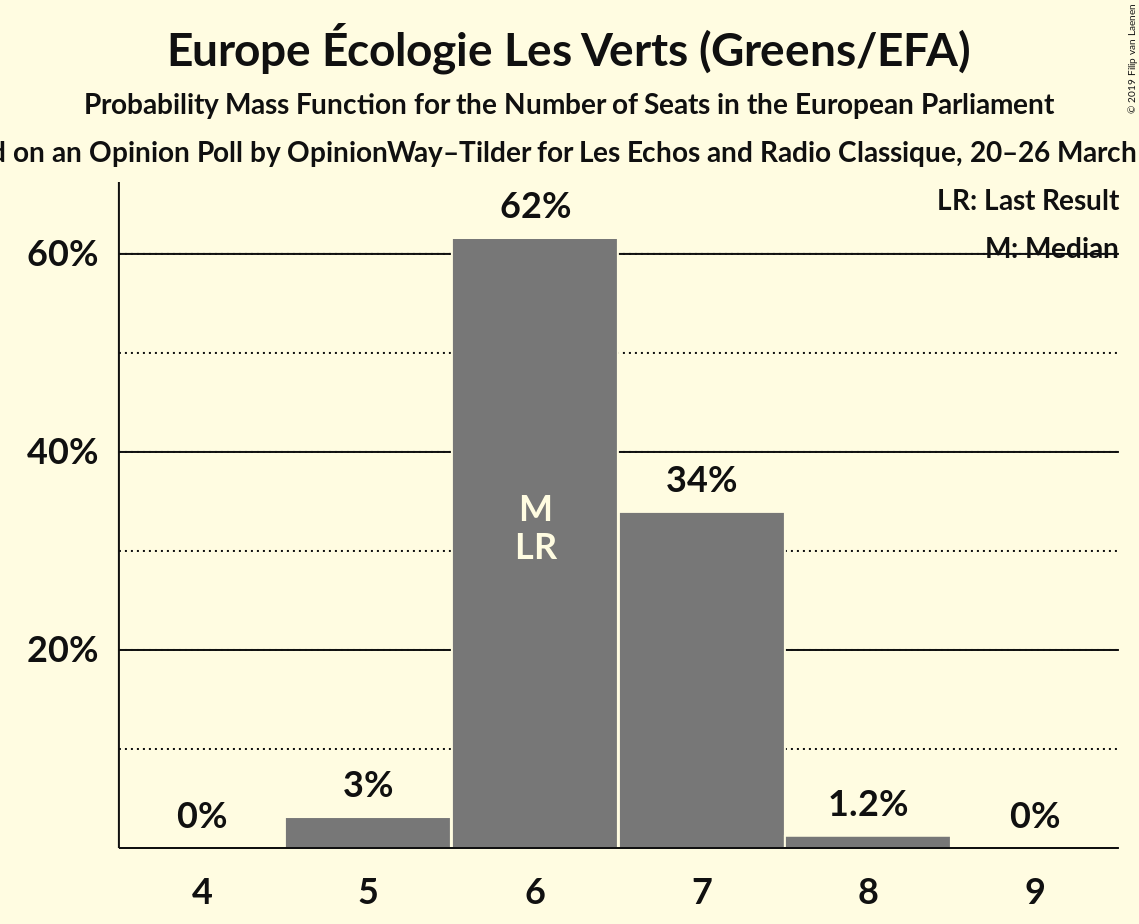 Europe Écologie Les Verts (Greens/EFA)
Probability Mass Function for the Number of Seats in the European Parliament
on an Opinion Poll by OpinionWay–Tilder for Les Echos and Radio Classique, 20–26 March
© 2019 Filip van Laenen
LR: Last Result
M: Median
60%
40%
20%
0%
3%
62%
34%
1.2%
0%
M
LR
4 5 6 7 8 9